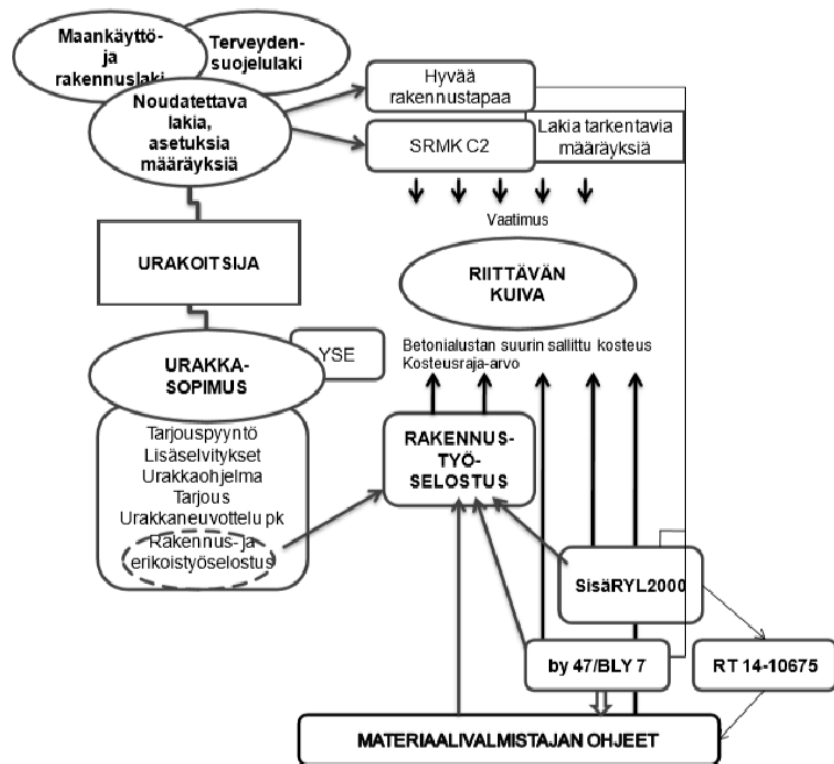 Maankäyttö-
ja
rakennuslaki
Terveyden-
suojelulaki
Noudatettava
lakia,
asetuksia
määräyksiä
Hyvää
rakennustapaa
SRMK C2
Lakia tarkentavia
määräyksiä
Vaatimus
URAKOITSIJA
RIITTÄVÄN
KUIVA
Betonialustan suurin sallittu kosteus
Kosteusraja-arvo
URAKKA-
SOPIMUS
YSE
Tarjouspyyntö
Lisäselvitykset
Urakkaohjelma
Tarjous
Urakkaneuvottelu pk
Rakennus- ja
erikoistyöselostus
RAKENNUS-
TYÖ-
SELOSTUS
SisäRYL2000
by 47/BLY 7
RT 14-10675
MATERIAALIVALMISTAJAN OHJEET